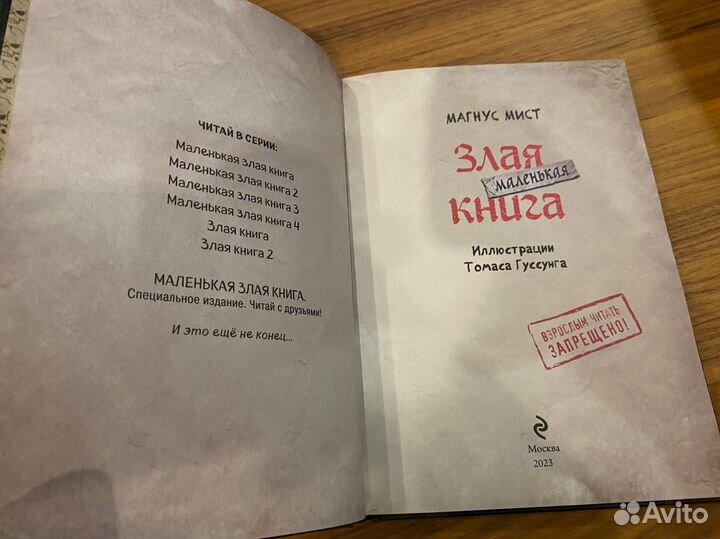 ЧИТАЙ В СЕРИИ:
Маленькая злая книга
Маленькая злая книга 2
Маленькая злая книга 3
Маленькая злая книга 4
Злая книга
Злая книга 2
МАЛЕНЬКАЯ ЗЛАЯ КНИГА.
Специальное издание. Читай с друзьями!
И это ещё не конец...
МАГНУС МИСТ
Злая
маленькая
книга
Иллюстрации
Томаса Гуссунга
ВЗРОСЛЫМ ЧИТАТЬ
ЗАПРЕЩЕНО!
Москва
2023
Avito